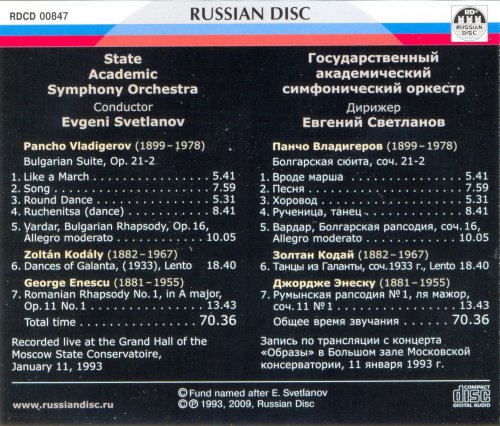 RDCD 00847
RUSSIAN DISC
RD
RUSSIAN
DISC
State
Academic
Symphony Orchestra
Conductor
Evgeni Svetlanov
Pancho Vladigerov (1899–1978)
Bulgarian Suite, Op. 21-2
1. Like a March . . . . . . . . . . . . . 5.41
2. Song . . . . . . . . . . . . . . . . . . . . 7.59
3. Round Dance . . . . . . . . . . . . . 5.31
4. Ruchenitsa (dance) . . . . . . . . 8.41
5. Vardar, Bulgarian Rhapsody, Op. 16,
Allegro moderato . . . . . . . . . 10.05
Zoltán Kodály (1882–1967)
6. Dances of Galanta, (1933), Lento 18.40
George Enescu (1881–1955)
7. Romanian Rhapsody No. 1, in A major,
Op. 11 No. 1 . . . . . . . . . . . . . 13.43
Total time . . . . . . . . . . . . 70.36
Recorded live at the Grand Hall of the
Moscow State Conservatoire,
January 11, 1993
Государственный
академический
симфонический оркестр
Дирижер
Евгений Светланов
Панчо Владигеров (1899–1978)
Болгарская сюита, соч. 21-2
1. Вроде марша . . . . . . . . . . . . . 5.41
2. Песня . . . . . . . . . . . . . . . . . . . 7.59
3. Хоровод . . . . . . . . . . . . . . . . . 5.31
4. Рученица, танец . . . . . . . . . . 8.41
5. Вардар, Болгарская рапсодия, соч. 16,
Allegro moderato . . . . . . . . . 10.05
Золтан Кодай (1882–1967)
6. Танцы из Галанты, соч.1933 г., Lento 18.40
Джордже Энеску (1881–1955)
7. Румынская рапсодия № 1, ля мажор,
соч. 11 № 1 . . . . . . . . . . . . . . 13.43
Общее время звучания . . 70.36
Запись по трансляции с концерта
«Образы» в Большом зале Московской
консерватории, 11 января 1993 г.
www.russiandisc.ru
© Fund named after E. Svetlanov
©℗ 1993, 2009, Russian Disc
COMPACT
disc
DIGITAL AUDIO